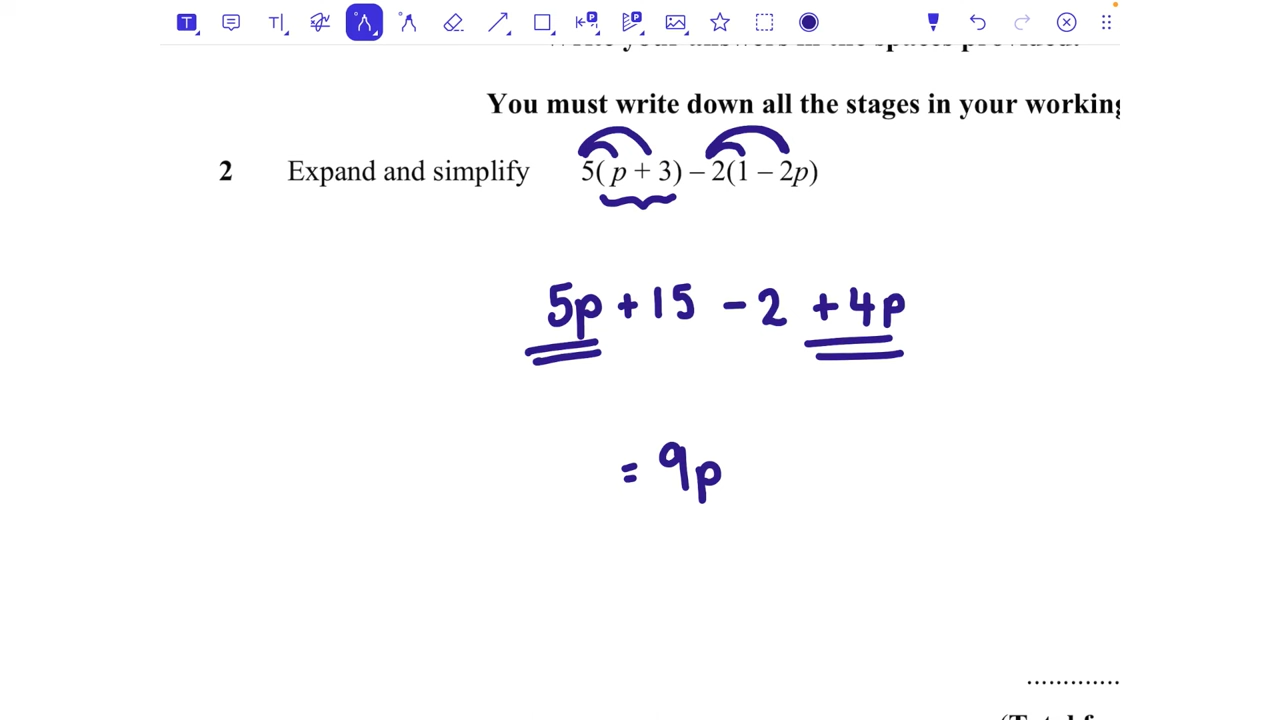 You must write down all the stages in your working
2 Expand and simplify 5( p + 3) – 2(1 – 2p)
5p + 15 - 2 + 4p
= 9p